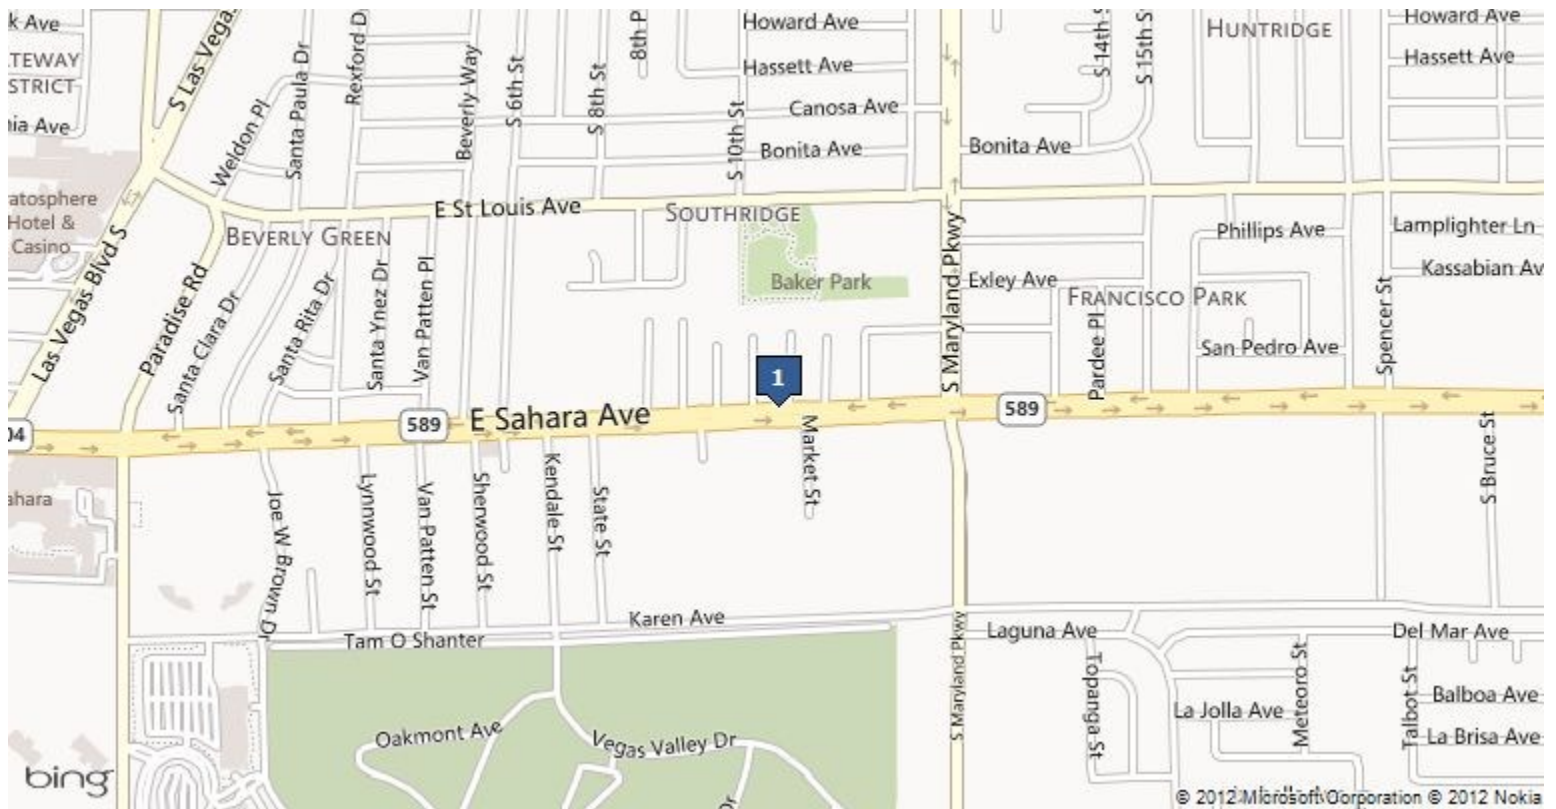 k Ave
S Las Vegas
Santa Paula Dr
Rexford D
8th P
Howard Ave
S 14th S
S 15th St
HUNTRIDGE
Howard Ave
ATEWAY
STRICT
Beverly Way
S 6th St
S 8th St
Hassett Ave
Hassett Ave
nia Ave
Weldon Pl
S 10th St
Canosa Ave
Bonita Ave
Bonita Ave
atosphere
Hotel &
Casino
E St Louis Ave
SOUTHRIDGE
BEVERLY GREEN
S Maryland Pkwy
Phillips Ave
Lamplighter Ln
Las Vegas Blvd S
Paradise Rd
Santa Clara Dr
Santa Rita Dr
Santa Ynez Dr
Van Patten Pl
Baker Park
Exley Ave
FRANCISCO PARK
Kassabian Av
Pardee Pl
San Pedro Ave
Spencer St
1
04
589
E Sahara Ave
589
ahara
Joe W Brown Dr
Lynnwood St
Van Patten St
Sherwood St
Kendale St
State St
Market St
S Bruce St
Tam O Shanter
Karen Ave
S Maryland Pkwy
Laguna Ave
Del Mar Ave
Topanga St
Meteoro St
Talbot St
Balboa Ave
La Jolla Ave
La Brisa Ave
Oakmont Ave
Vegas Valley Dr
bing
or
© 2012 Microsoft Corporation © 2012 Nokia